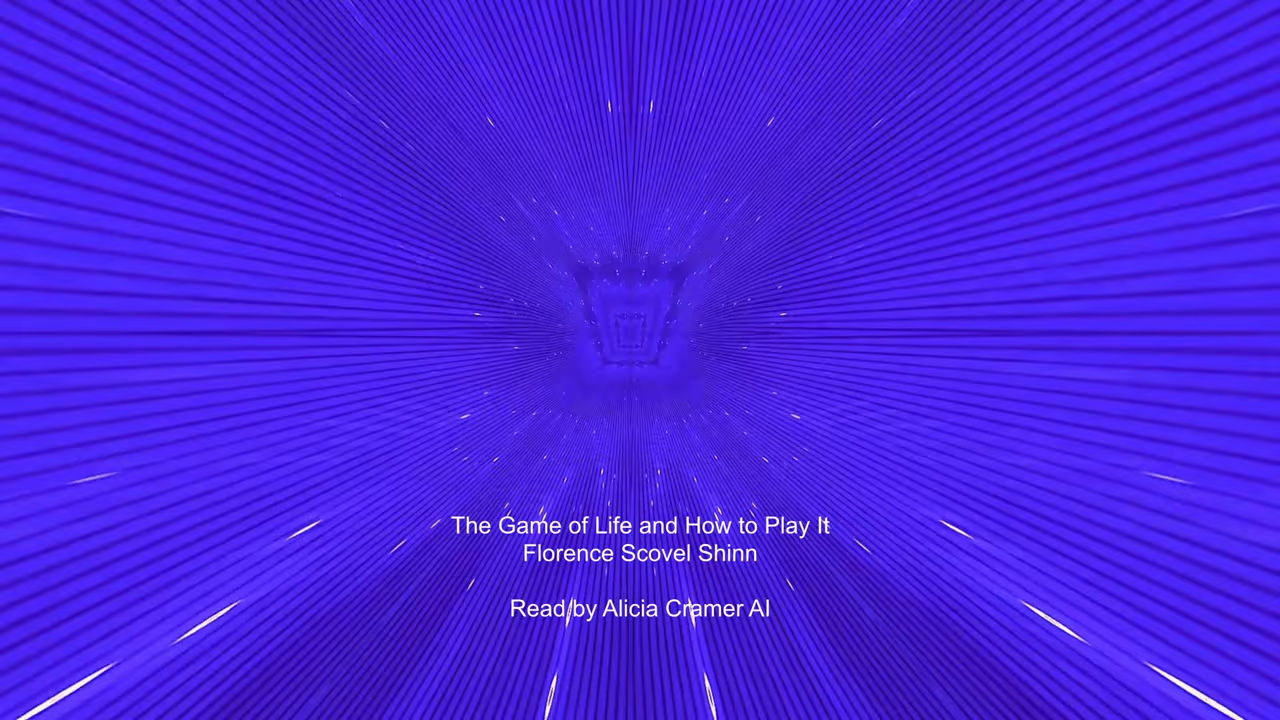 The Game of Life and How to Play It
Florence Scovel Shinn
Read by Alicia Cramer AI